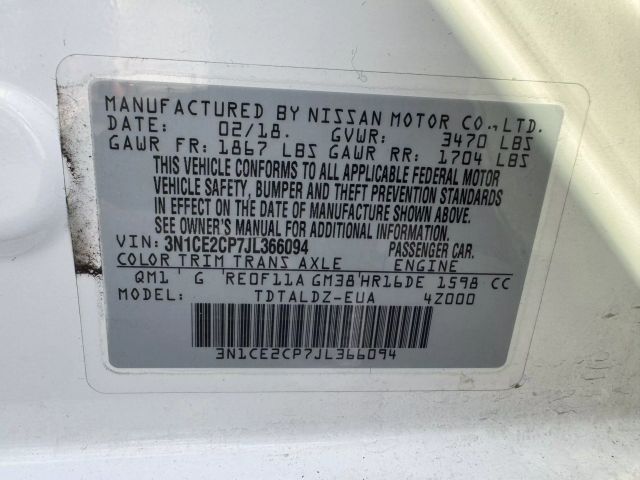 MANUFACTURED BY NISSAN MOTOR CO.,LTD.
DATE: 02/18. GVWR: 3470 LBS
GAWR FR: 1867 LBS GAWR RR: 1704 LBS
THIS VEHICLE CONFORMS TO ALL APPLICABLE FEDERAL MOTOR
VEHICLE SAFETY, BUMPER AND THEFT PREVENTION STANDARDS
IN EFFECT ON THE DATE OF MANUFACTURE SHOWN ABOVE.
SEE OWNER'S MANUAL FOR ADDITIONAL INFORMATION.
VIN: 3N1CE2CP7JL366094 PASSENGER CAR.
COLOR TRIM TRANS AXLE ENGINE
QM1 G RE0F11A GM38 HR16DE 1598 CC
MODEL: TDTALDZ-EUA 4Z000
3N1CE2CP7JL366094